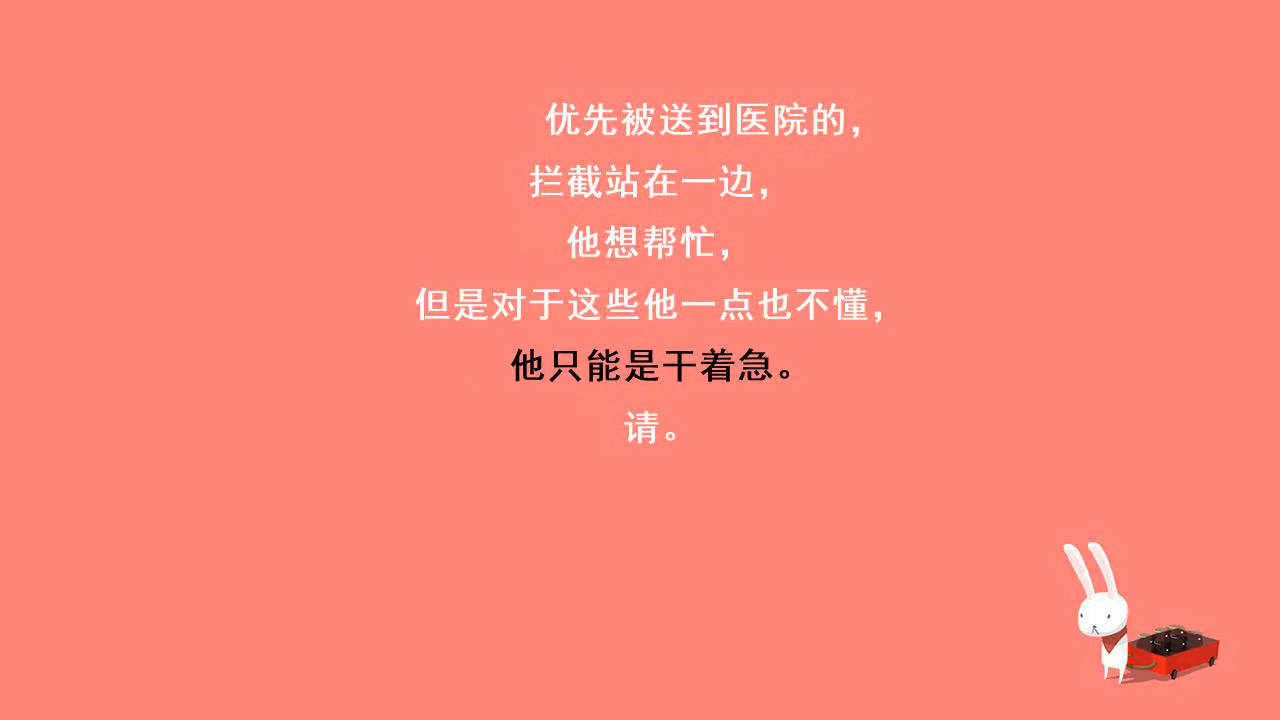 优先被送到医院的，
拦截站在一边，
他想帮忙，
但是对于这些他一点也不懂，
他只能是干着急。
请。